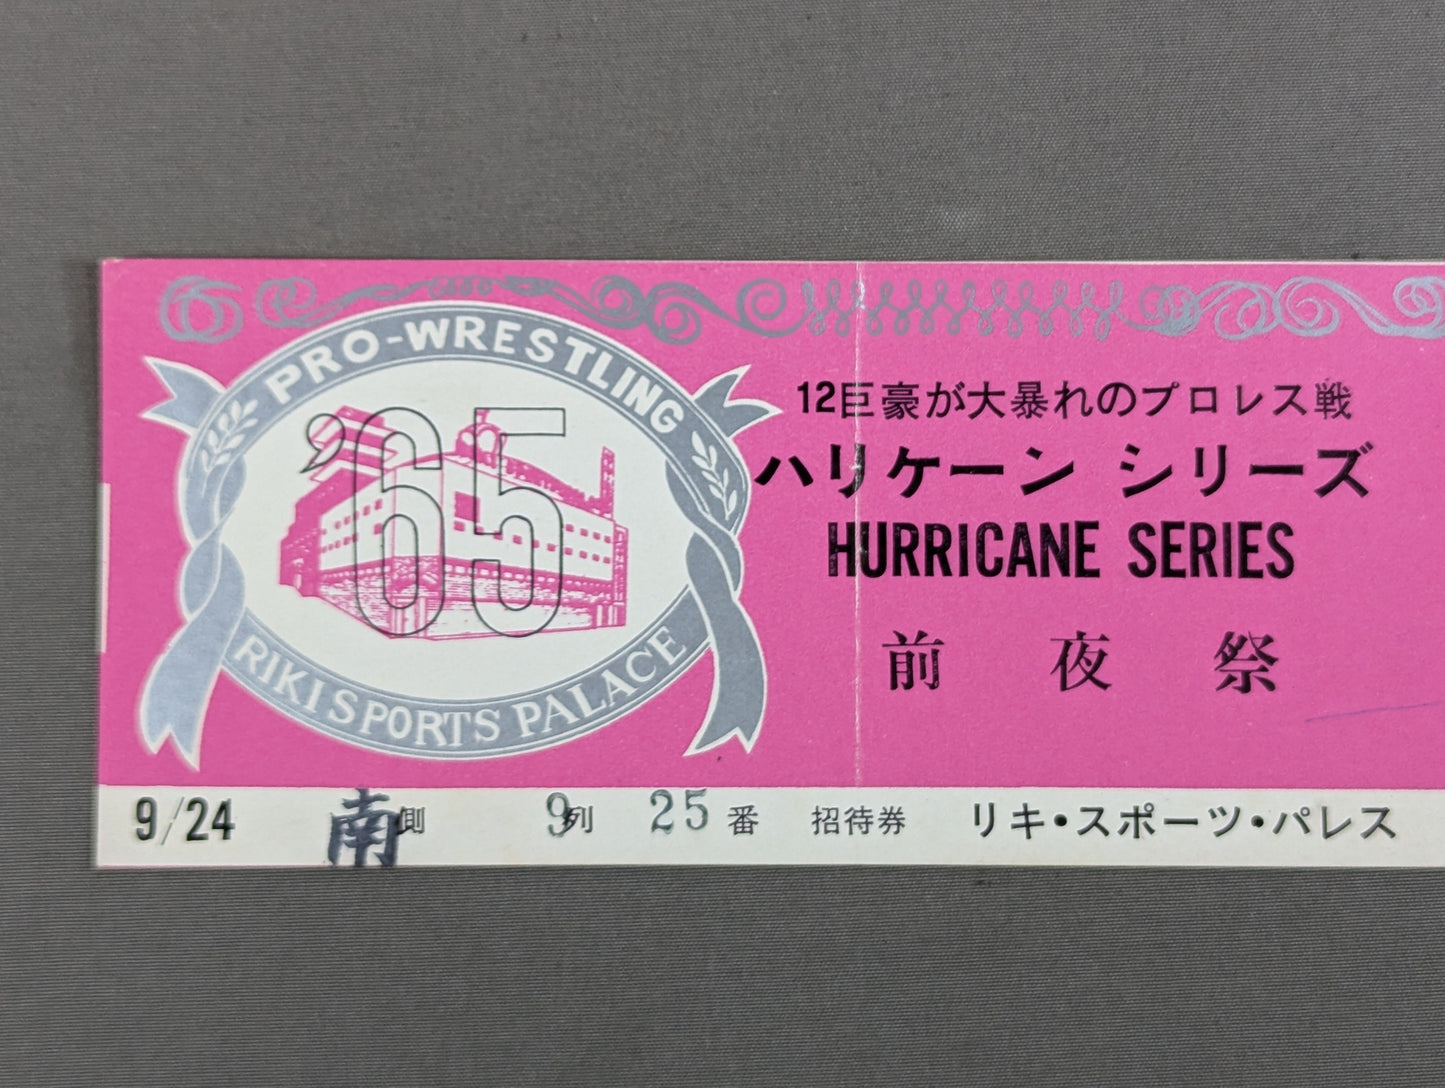 PRO-WRESTLING
'65
RIKI SPORTS PALACE
12巨豪が大暴れのプロレス戦
ハリケーン シリーズ
HURRICANE SERIES
前夜祭
9/24 南側 9列 25番 招待券 リキ・スポーツ・パレス